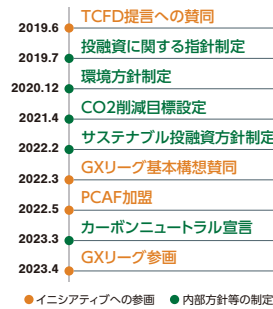 2019.6 TCFD提言への賛同
2019.7 投融資に関する指針制定
2020.12 環境方針制定
2021.4 CO2削減目標設定
2022.2 サステナブル投融資方針制定
2022.3 GXリーグ基本構想賛同
2022.5 PCAF加盟
2023.3 カーボンニュートラル宣言
2023.4 GXリーグ参画
●イニシアティブへの参画 ●内部方針等の制定